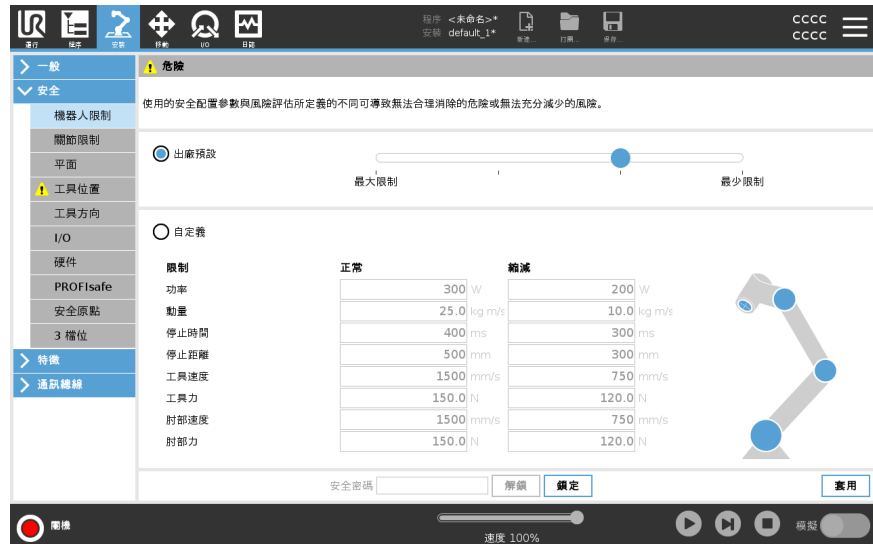 UR
運行 程序 安裝 移動 I/O 日誌
程序 <未命名>*
安裝 default_1*
新建... 打開... 保存...
cccc
cccc
一般
安全
機器人限制
關節限制
平面
工具位置
工具方向
I/O
硬件
PROFIsafe
安全原點
3 檔位
特徵
通訊總線
危險
使用的安全配置參數與風險評估所定義的不同可導致無法合理消除的危險或無法充分減少的風險。
出廠預設
最大限制 最少限制
自定義
限制 正常 縮減
功率 300 W 200 W
動量 25.0 kg m/s 10.0 kg m/s
停止時間 400 ms 300 ms
停止距離 500 mm 300 mm
工具速度 1500 mm/s 750 mm/s
工具力 150.0 N 120.0 N
肘部速度 1500 mm/s 750 mm/s
肘部力 150.0 N 120.0 N
安全密碼 解鎖 鎖定 套用
關機
速度 100%
模擬